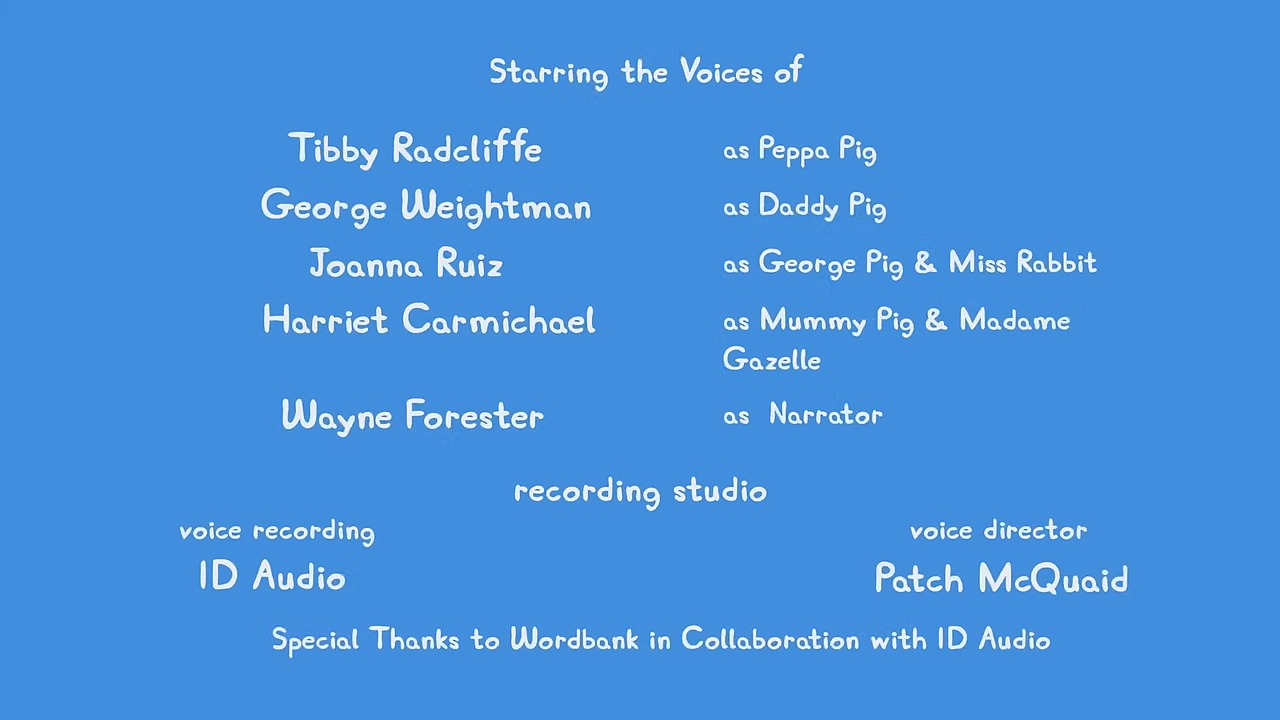 Starring the Voices of
Tibby Radcliffe as Peppa Pig
George Weightman as Daddy Pig
Joanna Ruiz as George Pig & Miss Rabbit
Harriet Carmichael as Mummy Pig & Madame
Gazelle
Wayne Forester as Narrator
recording studio
voice recording voice director
ID Audio Patch McQuaid
Special Thanks to Wordbank in Collaboration with ID Audio